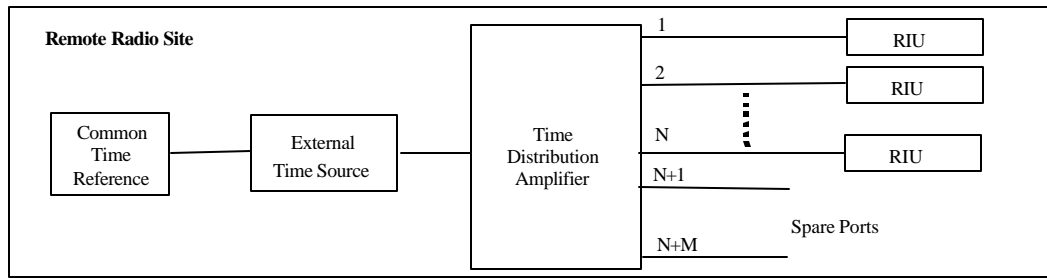 Remote Radio Site
Common
Time
Reference
External
Time Source
Time
Distribution
Amplifier
1
RIU
2
RIU
N
RIU
N+1
Spare Ports
N+M